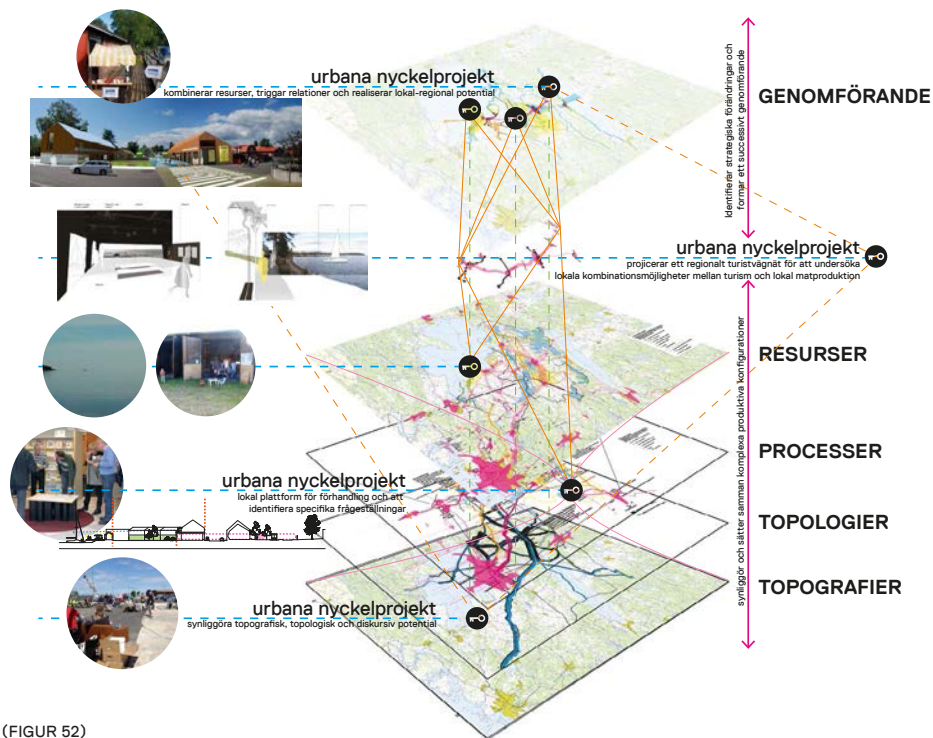 urbana nyckelprojekt
kombinerar resurser, triggar relationer och realiserar lokal-regional potential
Identifierar strategiska förändringar och
formar ett successivt genomförande
GENOMFÖRANDE
urbana nyckelprojekt
projicerar ett regionalt turistvägnät för att undersöka
lokala kombinationsmöjligheter mellan turism och lokal matproduktion
synliggör och sätter samman komplexa produktiva konfigurationer
RESURSER
PROCESSER
urbana nyckelprojekt
lokal plattform för förhandling och att
identifiera specifika frågeställningar
TOPOLOGIER
TOPOGRAFIER
urbana nyckelprojekt
synliggöra topografisk, topologisk och diskursiv potential
(FIGUR 52)